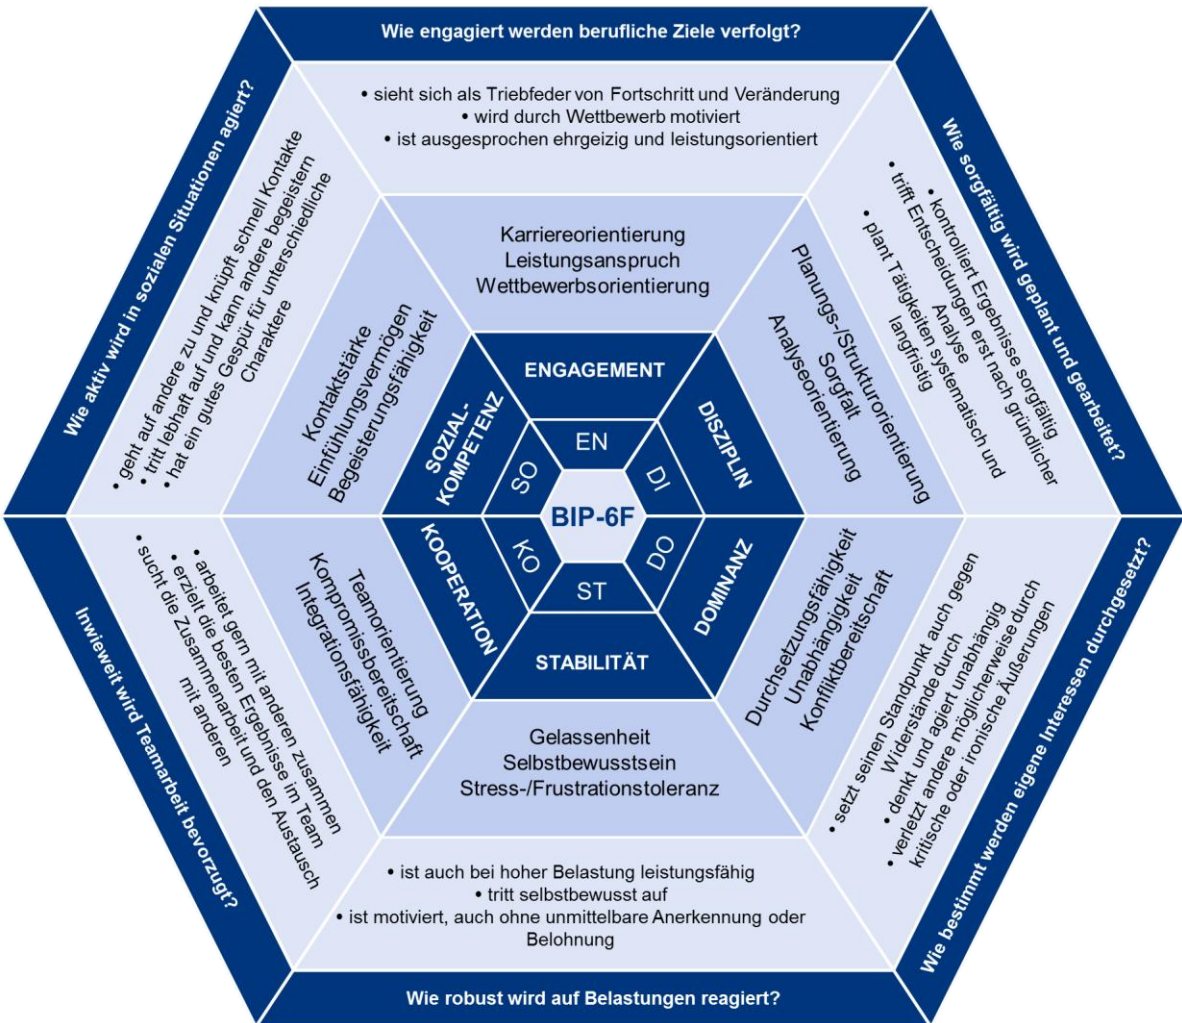 Wie engagiert werden berufliche Ziele verfolgt?
• sieht sich als Triebfeder von Fortschritt und Veränderung
• wird durch Wettbewerb motiviert
• ist ausgesprochen ehrgeizig und leistungsorientiert
Karriereorientierung
Leistungsanspruch
Wettbewerbsorientierung
ENGAGEMENT
EN
Wie sorgfältig wird geplant und gearbeitet?
• kontrolliert Ergebnisse sorgfältig
• trifft Entscheidungen erst nach gründlicher
Analyse
• plant Tätigkeiten systematisch und
langfristig
Planungs-/Strukturorientierung
Sorgfalt
Analyseorientierung
DISZIPLIN
DI
Wie bestimmt werden eigene Interessen durchgesetzt?
• setzt seinen Standpunkt auch gegen
Widerstände durch
• denkt und agiert unabhängig
• verletzt andere möglicherweise durch
kritische oder ironische Äußerungen
Durchsetzungsfähigkeit
Unabhängigkeit
Konfliktbereitschaft
DOMINANZ
DO
Wie robust wird auf Belastungen reagiert?
• ist auch bei hoher Belastung leistungsfähig
• tritt selbstbewusst auf
• ist motiviert, auch ohne unmittelbare Anerkennung oder
Belohnung
Gelassenheit
Selbstbewusstsein
Stress-/Frustrationstoleranz
STABILITÄT
ST
Inwieweit wird Teamarbeit bevorzugt?
• arbeitet gern mit anderen zusammen
• erzielt die besten Ergebnisse im Team
• sucht die Zusammenarbeit und den Austausch
mit anderen
Teamorientierung
Kompromissbereitschaft
Integrationsfähigkeit
KOOPERATION
KO
Wie aktiv wird in sozialen Situationen agiert?
• geht auf andere zu und knüpft schnell Kontakte
• tritt lebhaft auf und kann andere begeistern
• hat ein gutes Gespür für unterschiedliche
Charaktere
Kontaktstärke
Einfühlungsvermögen
Begeisterungsfähigkeit
SOZIAL-
KOMPETENZ
SO
BIP-6F